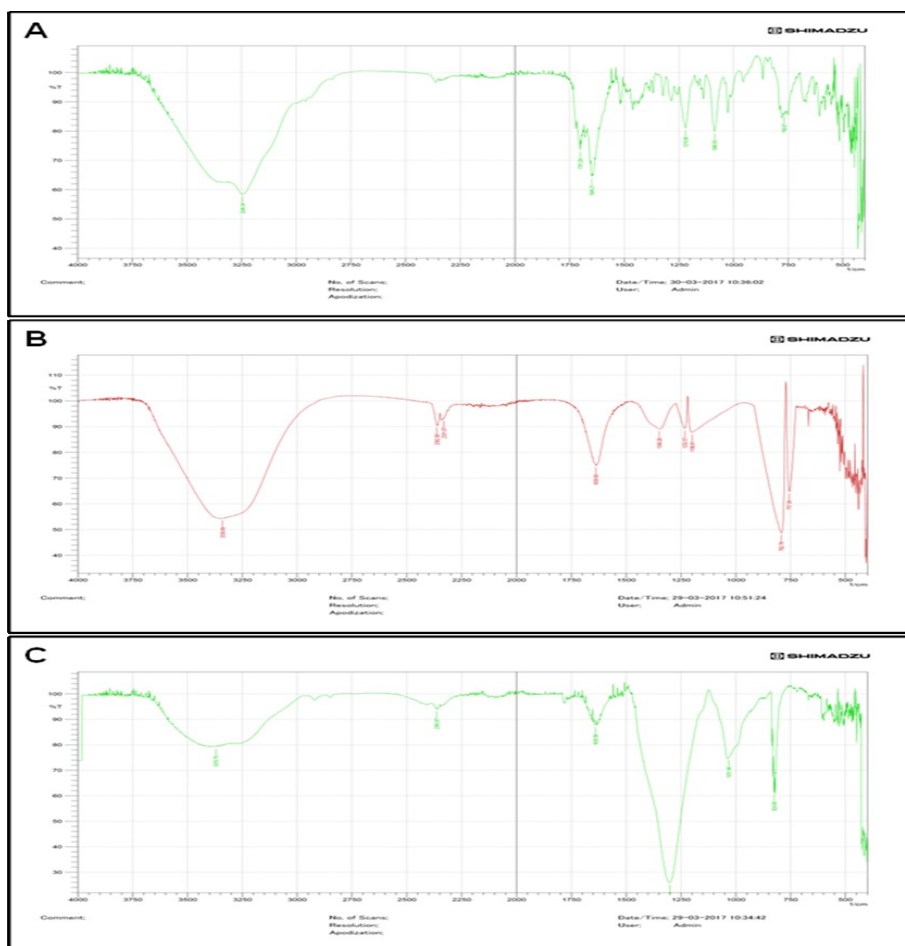 A
SHIMADZU
100
%T
90
80
70
60
50
40
4000 3750 3500 3250 3000 2750 2500 2250 2000 1750 1500 1250 1000 750 500
1/cm
Comment; No. of Scans; Date/Time; 30-03-2017 10:36:02
Resolution; User; Admin
Apodization;
B
SHIMADZU
110
%T
100
90
80
70
60
50
40
4000 3750 3500 3250 3000 2750 2500 2250 2000 1750 1500 1250 1000 750 500
1/cm
Comment; No. of Scans; Date/Time; 29-03-2017 10:51:24
Resolution; User; Admin
Apodization;
C
SHIMADZU
100
%T
90
80
70
60
50
40
30
4000 3750 3500 3250 3000 2750 2500 2250 2000 1750 1500 1250 1000 750 500
1/cm
Comment; No. of Scans; Date/Time; 29-03-2017 10:34:42
Resolution; User; Admin
Apodization;